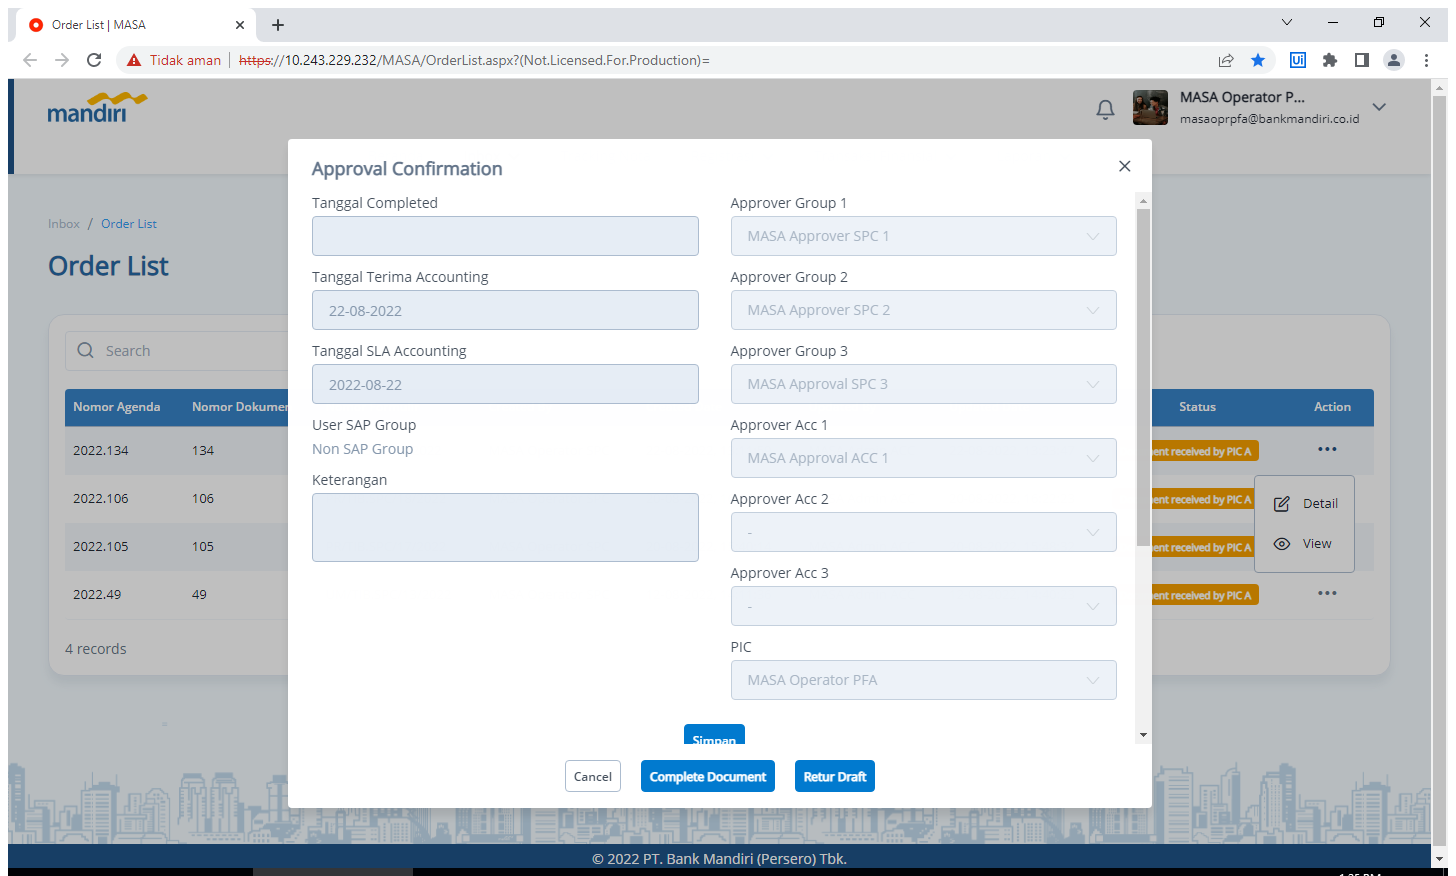 Order List | MASA
Tidak aman
https://10.243.229.232/MASA/OrderList.aspx?(Not.Licensed.For.Production)=
Ui
mandiri
MASA Operator P...
masaoprpfa@bankmandiri.co.id
Inbox / Order List
Order List
Search
Nomor Agenda
Nomor Dokumen
Status
Action
2022.134
134
ent received by PIC A
2022.106
106
ent received by PIC A
2022.105
105
ent received by PIC A
2022.49
49
ent received by PIC A
Detail
View
4 records
Approval Confirmation
Tanggal Completed
Tanggal Terima Accounting
22-08-2022
Tanggal SLA Accounting
2022-08-22
User SAP Group
Non SAP Group
Keterangan
Approver Group 1
MASA Approver SPC 1
Approver Group 2
MASA Approver SPC 2
Approver Group 3
MASA Approval SPC 3
Approver Acc 1
MASA Approval ACC 1
Approver Acc 2
-
Approver Acc 3
-
PIC
MASA Operator PFA
Simpan
Cancel
Complete Document
Retur Draft
© 2022 PT. Bank Mandiri (Persero) Tbk.